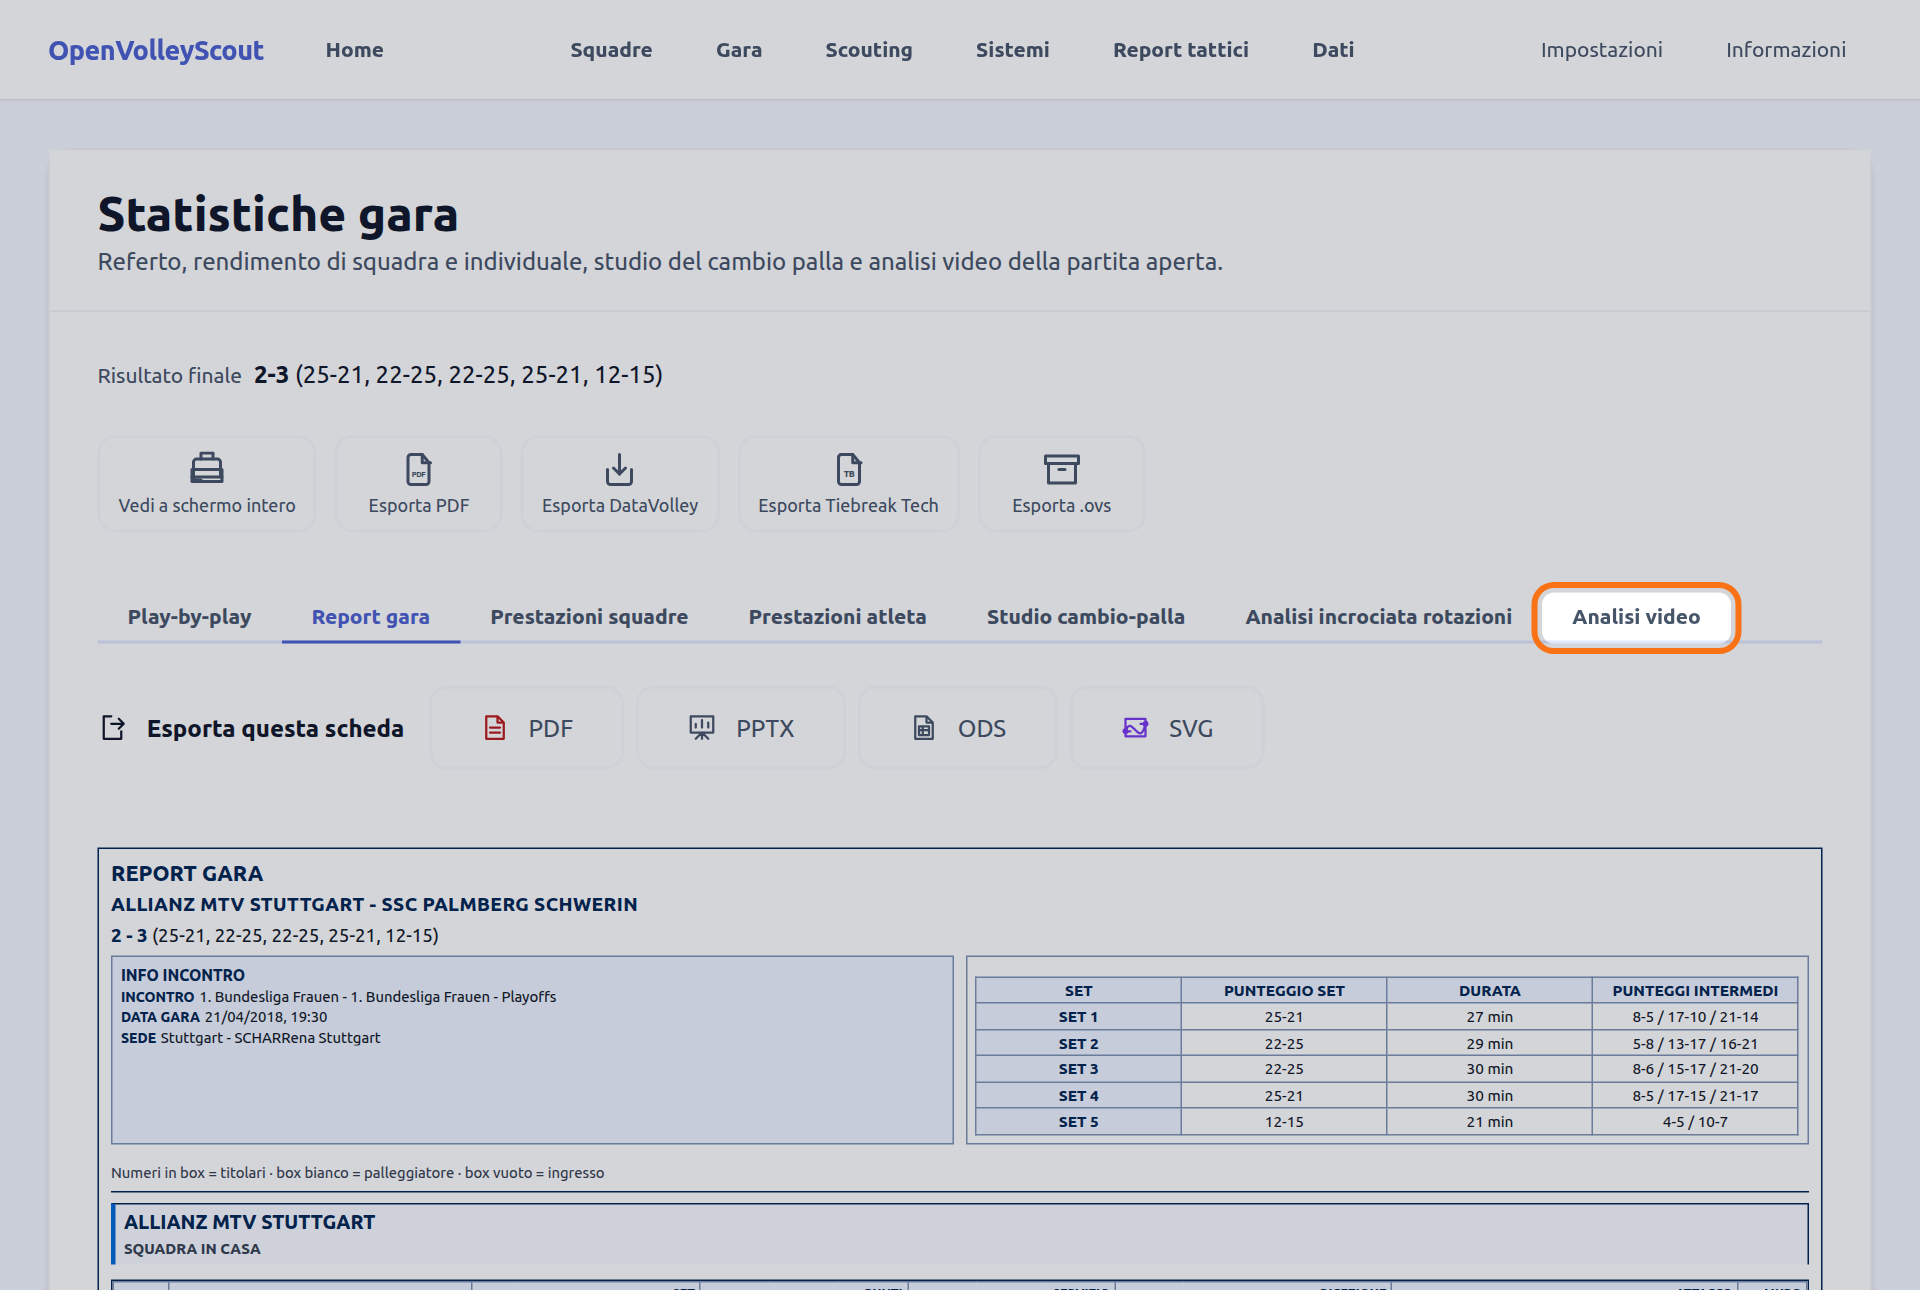 OpenVolleyScout Home Squadre Gara Scouting Sistemi Report tattici Dati Impostazioni Informazioni
Statistiche gara
Referto, rendimento di squadra e individuale, studio del cambio palla e analisi video della partita aperta.
Risultato finale 2-3 (25-21, 22-25, 22-25, 25-21, 12-15)
PDF TB
Vedi a schermo intero Esporta PDF Esporta DataVolley Esporta Tiebreak Tech Esporta .ovs
Play-by-play Report gara Prestazioni squadre Prestazioni atleta Studio cambio-palla Analisi incrociata rotazioni Analisi video
Esporta questa scheda PDF PPTX ODS SVG
REPORT GARA
ALLIANZ MTV STUTTGART - SSC PALMBERG SCHWERIN
2 - 3 (25-21, 22-25, 22-25, 25-21, 12-15)
INFO INCONTRO
INCONTRO 1. Bundesliga Frauen - 1. Bundesliga Frauen - Playoffs
DATA GARA 21/04/2018, 19:30
SEDE Stuttgart - SCHARRena Stuttgart
SET PUNTEGGIO SET DURATA PUNTEGGI INTERMEDI
SET 1 25-21 27 min 8-5 / 17-10 / 21-14
SET 2 22-25 29 min 5-8 / 13-17 / 16-21
SET 3 22-25 30 min 8-6 / 15-17 / 21-20
SET 4 25-21 30 min 8-5 / 17-15 / 21-17
SET 5 12-15 21 min 4-5 / 10-7
Numeri in box = titolari · box bianco = palleggiatore · box vuoto = ingresso
ALLIANZ MTV STUTTGART
SQUADRA IN CASA